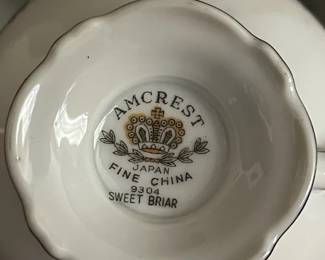 AMCREST
JAPAN
FINE CHINA
9304
SWEET BRIAR